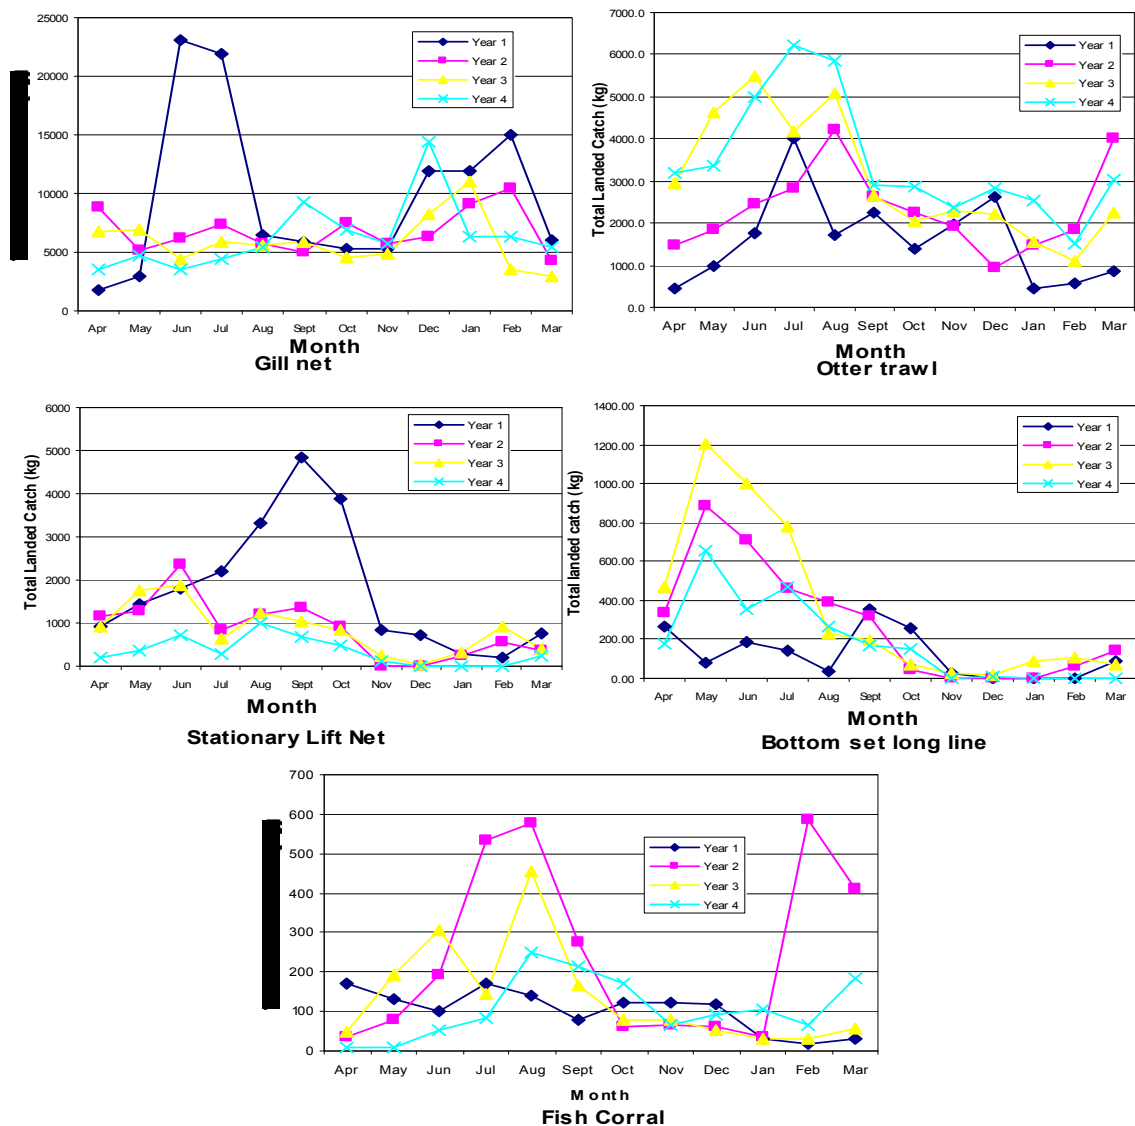 25000
20000
15000
10000
5000
0
Year 1
Year 2
Year 3
Year 4
Apr May Jun Jul Aug Sept Oct Nov Dec Jan Feb Mar
Month
Gill net
7000.0
6000.0
5000.0
4000.0
3000.0
2000.0
1000.0
0.0
Total Landed Catch (kg)
Year 1
Year 2
Year 3
Year 4
Apr May Jun Jul Aug Sept Oct Nov Dec Jan Feb Mar
Month
Otter trawl
6000
5000
4000
3000
2000
1000
0
Total Landed Catch (kg)
Year 1
Year 2
Year 3
Year 4
Apr May Jun Jul Aug Sept Oct Nov Dec Jan Feb Mar
Month
Stationary Lift Net
1400.00
1200.00
1000.00
800.00
600.00
400.00
200.00
0.00
Total landed catch (kg)
Year 1
Year 2
Year 3
Year 4
Apr May Jun Jul Aug Sept Oct Nov Dec Jan Feb Mar
Month
Bottom set long line
700
600
500
400
300
200
100
0
Year 1
Year 2
Year 3
Year 4
Apr May Jun Jul Aug Sept Oct Nov Dec Jan Feb Mar
Month
Fish Corral